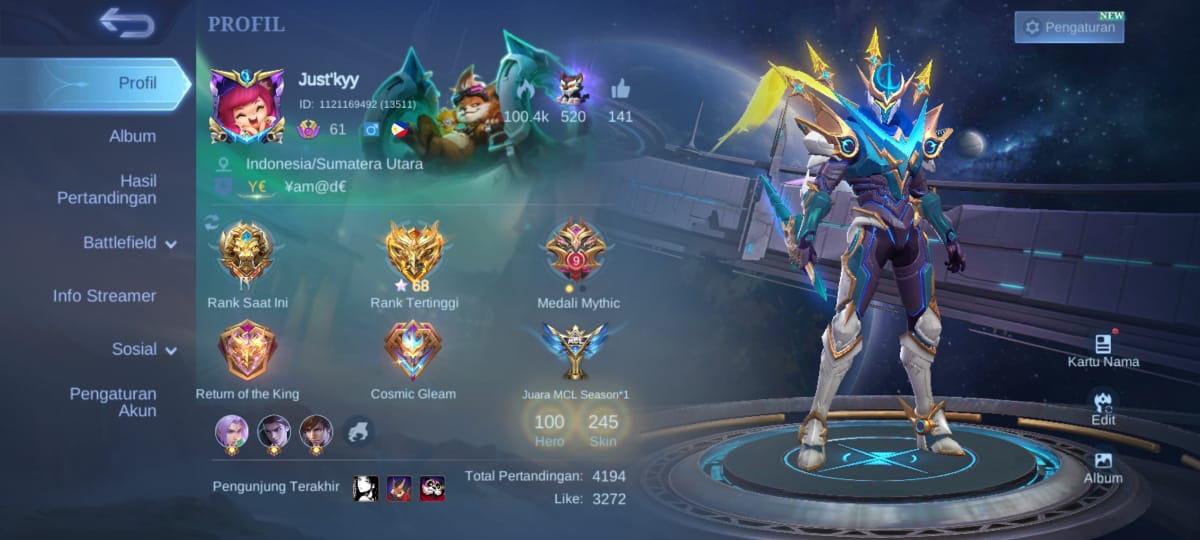 PROFIL
NEW
Pengaturan
Profil
Album
Hasil
Pertandingan
Battlefield
Info Streamer
Sosial
Pengaturan
Akun
Just'kyy
ID: 1121169492 (13511)
61
100.4k
520
141
Indonesia/Sumatera Utara
Y€ ¥am@d€
IV
68
9
Rank Saat Ini
Rank Tertinggi
Medali Mythic
MCL
Return of the King
Cosmic Gleam
Juara MCL Season*1
100
Hero
245
Skin
Pengunjung Terakhir
Total Pertandingan: 4194
Like: 3272
Kartu Nama
Edit
Album